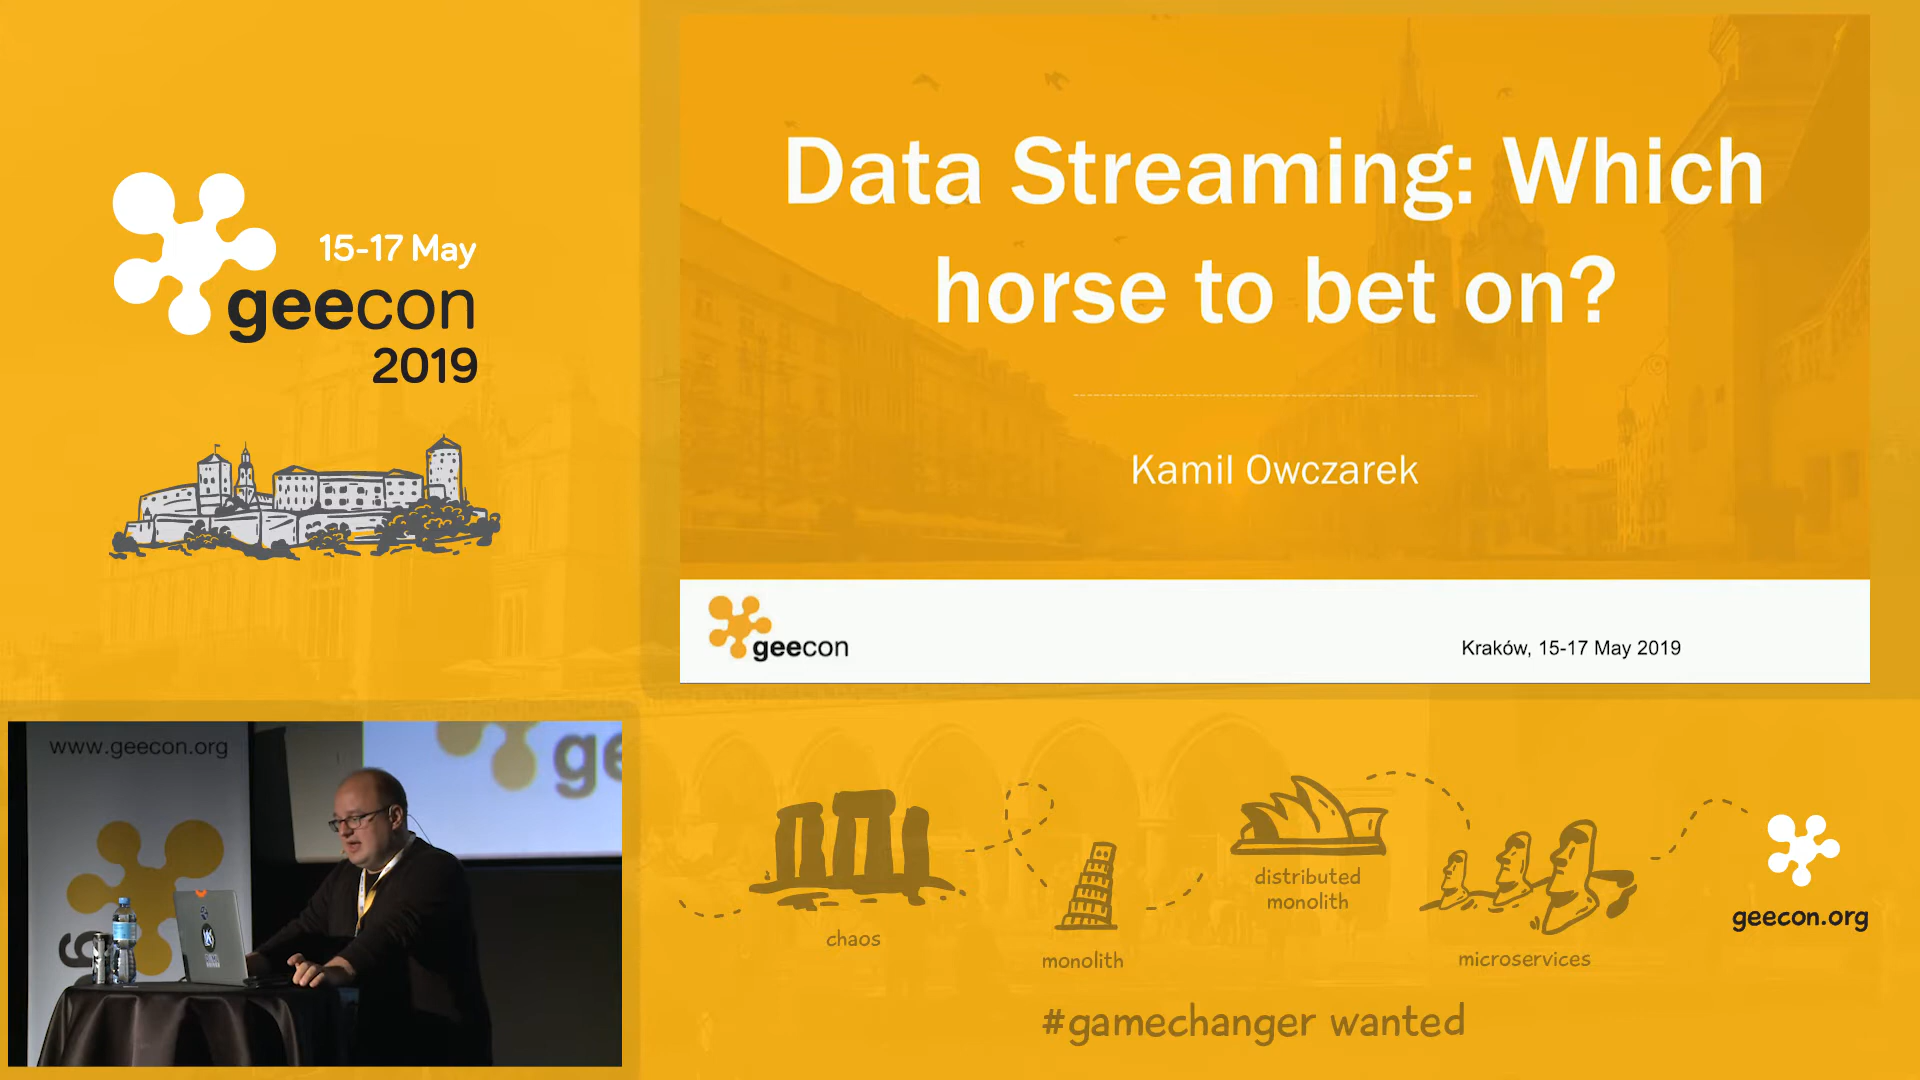 15-17 May
geecon
2019
Data Streaming: Which
horse to bet on?
Kamil Owczarek
geecon
Kraków, 15-17 May 2019
www.geecon.org
ge
chaos
monolith
distributed
monolith
microservices
geecon.org
#gamechanger wanted